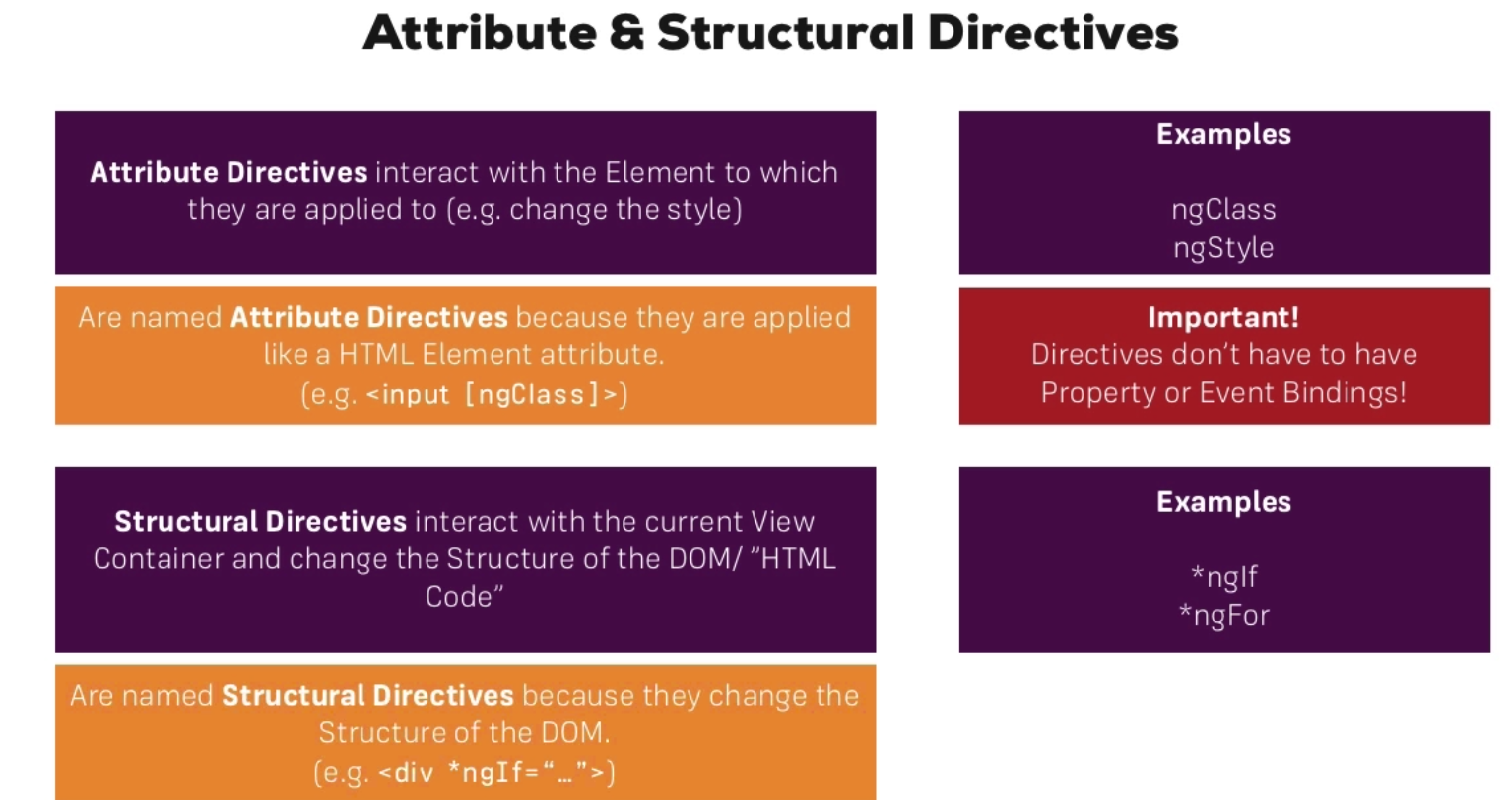 Attribute & Structural Directives
Attribute Directives interact with the Element to which
they are applied to (e.g. change the style)
Examples
ngClass
ngStyle
Are named Attribute Directives because they are applied
like a HTML Element attribute.
(e.g. <input [ngClass]>)
Important!
Directives don’t have to have
Property or Event Bindings!
Structural Directives interact with the current View
Container and change the Structure of the DOM/ ”HTML
Code”
Examples
*ngIf
*ngFor
Are named Structural Directives because they change the
Structure of the DOM.
(e.g. <div *ngIf=“…”>)